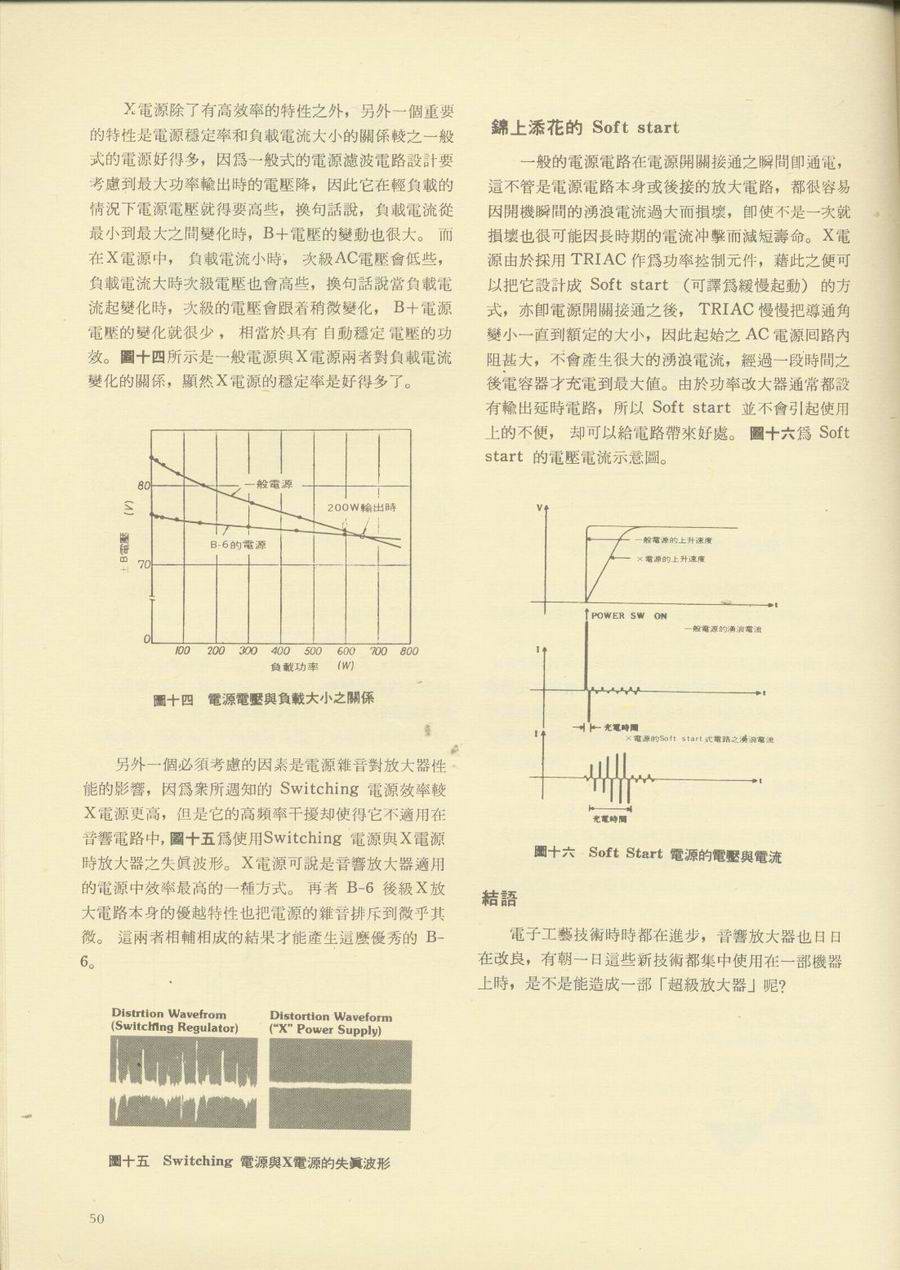 X電源除了有高效率的特性之外，另外一個重要
的特性是電源穩定率和負載電流大小的關係較之一般
式的電源好得多，因爲一般式的電源濾波電路設計要
考慮到最大功率輸出時的電壓降，因此它在輕負載的
情況下電源電壓就得要高些，換句話說，負載電流從
最小到最大之間變化時，B＋電壓的變動也很大。 而
在X電源中， 負載電流小時， 次級AC電壓會低些，
負載電流大時次級電壓也會高些，換句話說當負載電
流起變化時，次級的電壓會跟着稍微變化， B＋電源
電壓的變化就很少 ， 相當於具有 自動穩定 電壓的功
效。圖十四所示是一般電源與X電源兩者對負載電流
變化的關係，顯然X電源的穩定率是好得多了。
80
70
0
(V)
±B電壓
一般電源
200W輸出時
B-6的電源
100 200 300 400 500 600 700 800
負載功率 (W)
圖十四 電源電壓與負載大小之關係
另外一個必須考慮的因素是電源雜音對放大器性
能的影響，因爲衆所週知的 Switching 電源效率較
X電源更高，但是它的高頻率干擾却使得它不適用在
音響電路中，圖十五爲使用Switching 電源與X電源
時放大器之失眞波形。X電源可說是音響放大器適用
的電源中效率最高的一種方式。 再者 B-6 後級X放
大電路本身的優越特性也把電源的雜音排斥到微乎其
微。 這兩者相輔相成的結果才能產生這麼優秀的 B-
6。
Distrtion Wavefrom
(Switching Regulator)
Distortion Waveform
("X" Power Supply)
圖十五 Switching 電源與X電源的失眞波形
50
錦上添花的 Soft start
一般的電源電路在電源開關接通之瞬間卽通電，
這不管是電源電路本身或後接的放大電路，都很容易
因開機瞬間的湧浪電流過大而損壞，卽使不是一次就
損壞也很可能因長時期的電流冲擊而減短壽命。X電
源由於採用 TRIAC 作爲功率控制元件，藉此之便可
以把它設計成 Soft start （可譯爲緩慢起動） 的方
式，亦卽電源開關接通之後， TRIAC 慢慢把導通角
變小一直到額定的大小，因此起始之 AC 電源回路內
阻甚大，不會產生很大的湧浪電流，經過一段時間之
後電容器才充電到最大值。由於功率改大器通常都設
有輸出延時電路，所以 Soft start 並不會引起使用
上的不便， 却可以給電路帶來好處。 圖十六爲 Soft
start 的電壓電流示意圖。
V
一般電源的上升速度
×電源的上升速度
t
POWER SW ON
一般電源的湧浪電流
I
t
充電時間
×電源的Soft start 式電路之湧浪電流
I
t
充電時間
圖十六 Soft Start 電源的電壓與電流
結語
電子工藝技術時時都在進步，音響放大器也日日
在改良，有朝一日這些新技術都集中使用在一部機器
上時，是不是能造成一部「超級放大器」呢?